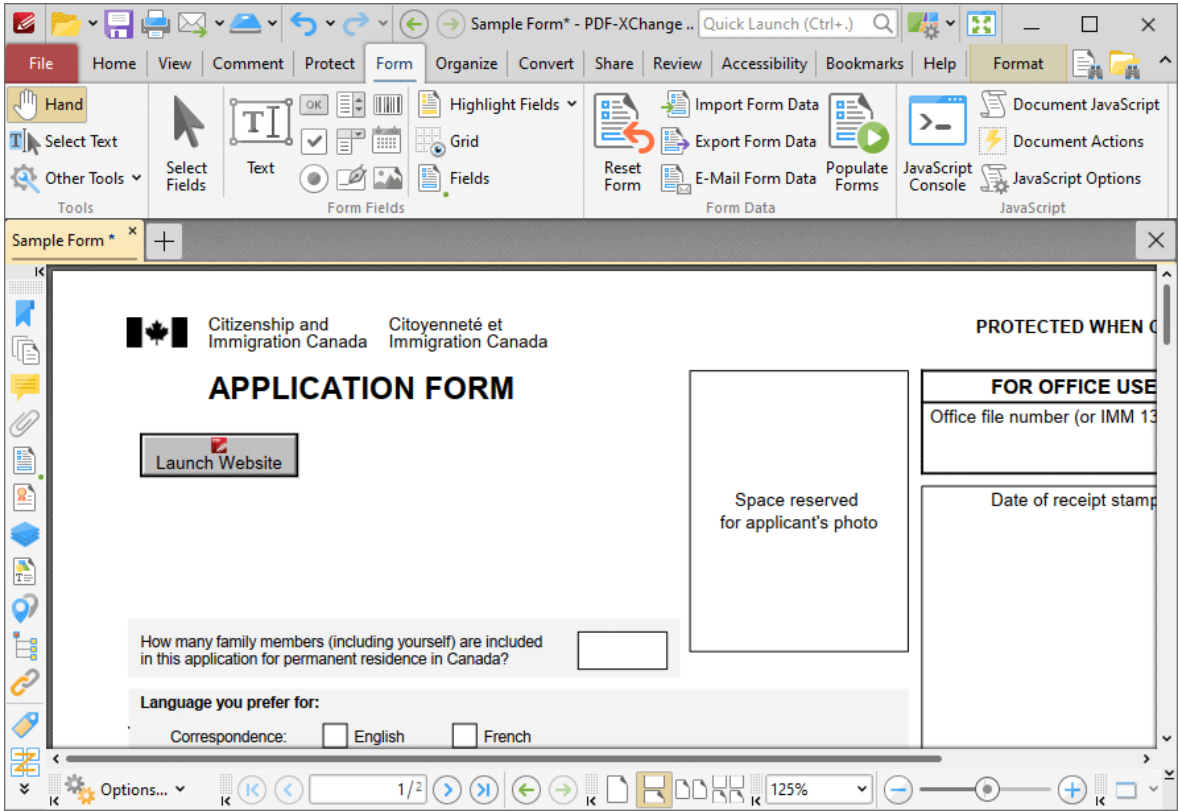 Sample Form* - PDF-XChange ..
Quick Launch (Ctrl+.)
File Home View Comment Protect Form Organize Convert Share Review Accessibility Bookmarks Help Format
Hand
Select Text
Other Tools
Tools
Select
Fields
T
Text
OK
Highlight Fields
Grid
Fields
Form Fields
Reset
Form
Import Form Data
Export Form Data
E-Mail Form Data
Populate
Forms
Form Data
JavaScript
Console
Document JavaScript
Document Actions
JavaScript Options
JavaScript
Sample Form *
Citizenship and
Immigration Canada
Citoyenneté et
Immigration Canada
PROTECTED WHEN
APPLICATION FORM
Launch Website
Space reserved
for applicant's photo
FOR OFFICE USE
Office file number (or IMM 13
Date of receipt stamp
How many family members (including yourself) are included
in this application for permanent residence in Canada?
Language you prefer for:
Correspondence: English French
Options...
1/2
125%